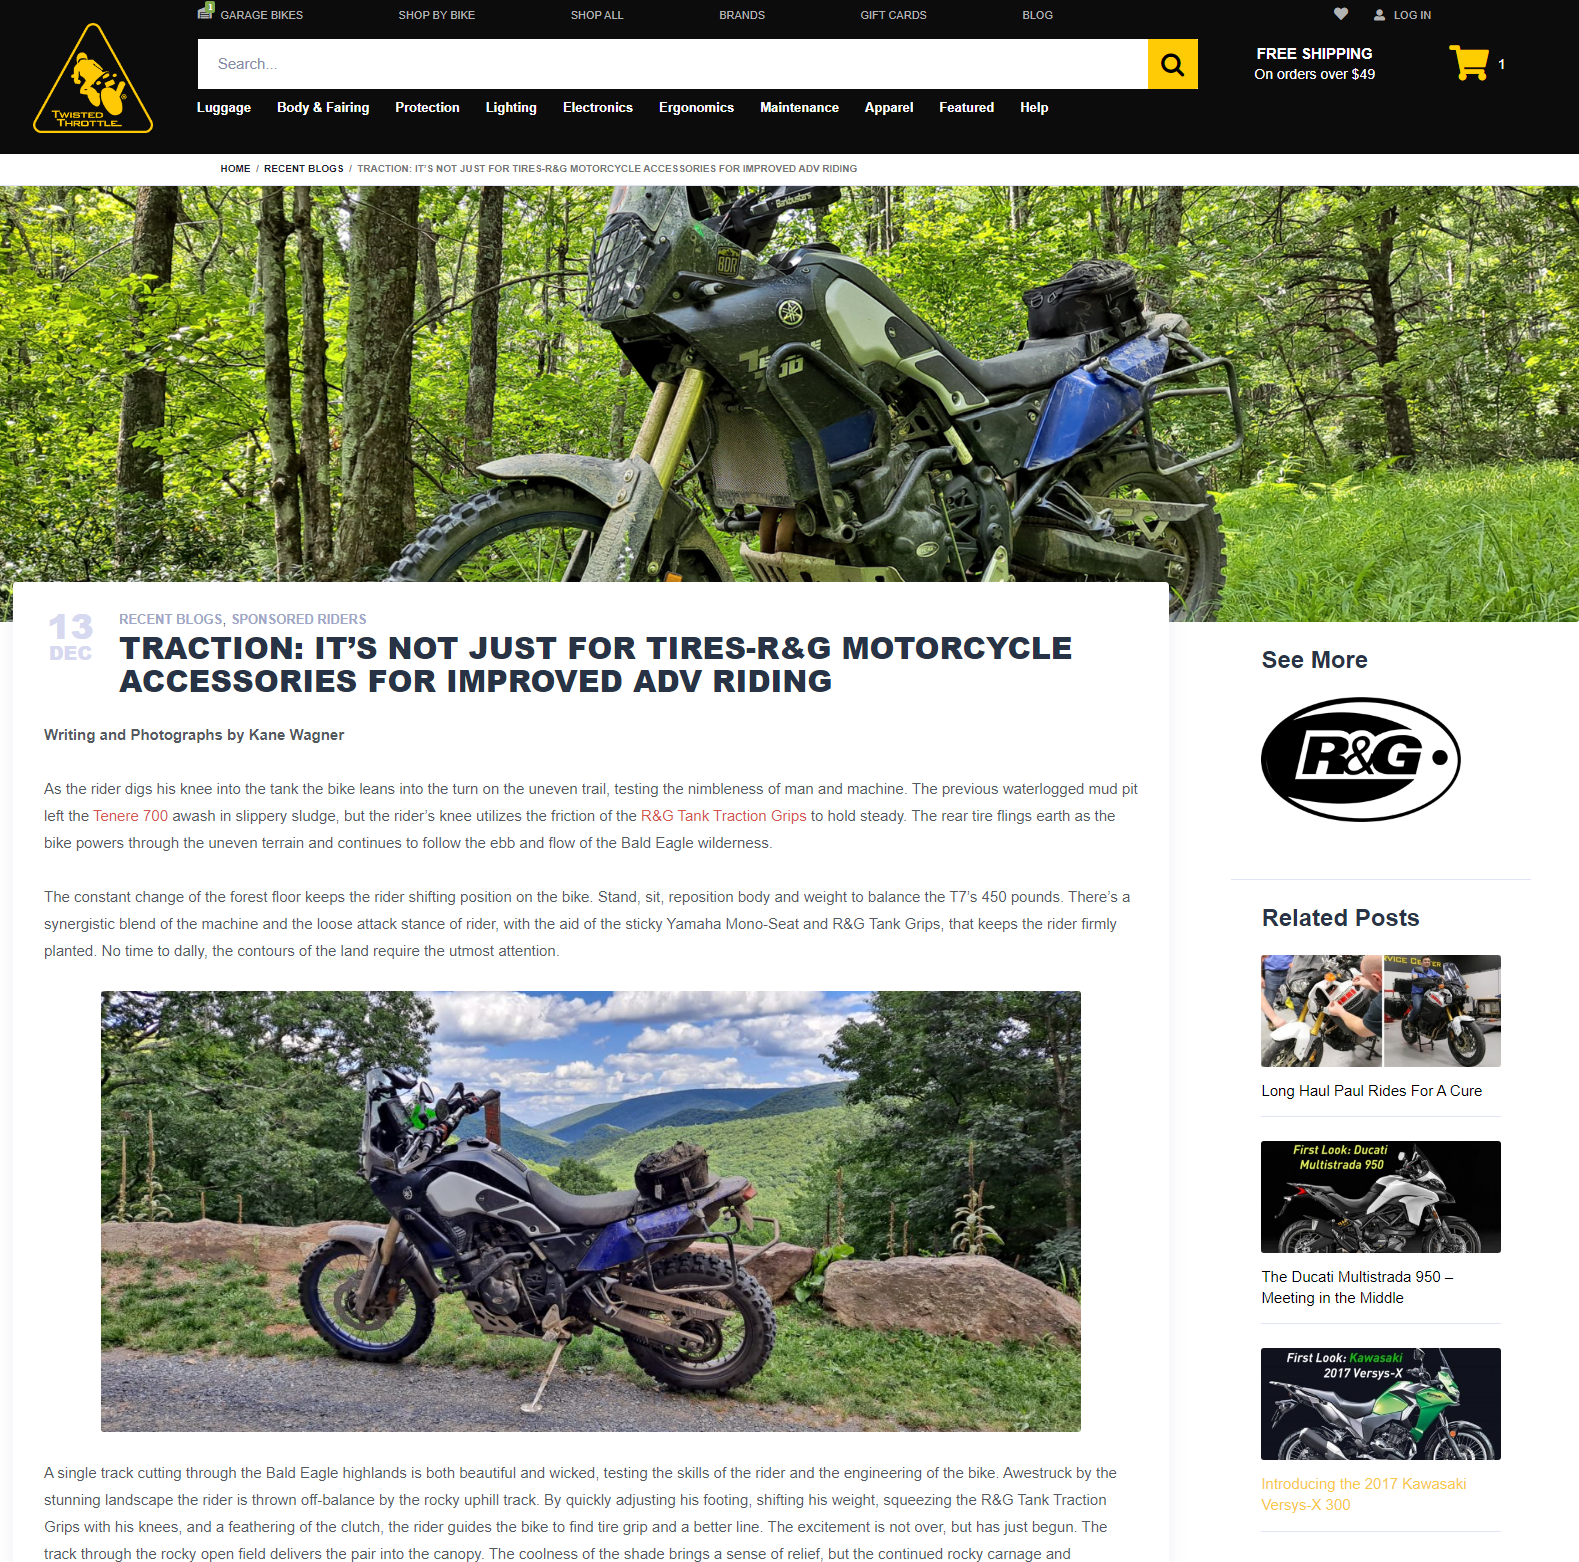 1
GARAGE BIKES
SHOP BY BIKE
SHOP ALL
BRANDS
GIFT CARDS
BLOG
LOG IN
Search...
FREE SHIPPING
On orders over $49
1
TWISTED
THROTTLE
Luggage
Body & Fairing
Protection
Lighting
Electronics
Ergonomics
Maintenance
Apparel
Featured
Help
HOME / RECENT BLOGS / TRACTION: IT'S NOT JUST FOR TIRES-R&G MOTORCYCLE ACCESSORIES FOR IMPROVED ADV RIDING
Barkbusters
BDR
700
13
DEC
RECENT BLOGS, SPONSORED RIDERS
TRACTION: IT’S NOT JUST FOR TIRES-R&G MOTORCYCLE
ACCESSORIES FOR IMPROVED ADV RIDING
Writing and Photographs by Kane Wagner
As the rider digs his knee into the tank the bike leans into the turn on the uneven trail, testing the nimbleness of man and machine. The previous waterlogged mud pit
left the Tenere 700 awash in slippery sludge, but the rider’s knee utilizes the friction of the R&G Tank Traction Grips to hold steady. The rear tire flings earth as the
bike powers through the uneven terrain and continues to follow the ebb and flow of the Bald Eagle wilderness.
The constant change of the forest floor keeps the rider shifting position on the bike. Stand, sit, reposition body and weight to balance the T7’s 450 pounds. There’s a
synergistic blend of the machine and the loose attack stance of rider, with the aid of the sticky Yamaha Mono-Seat and R&G Tank Grips, that keeps the rider firmly
planted. No time to dally, the contours of the land require the utmost attention.
A single track cutting through the Bald Eagle highlands is both beautiful and wicked, testing the skills of the rider and the engineering of the bike. Awestruck by the
stunning landscape the rider is thrown off-balance by the rocky uphill track. By quickly adjusting his footing, shifting his weight, squeezing the R&G Tank Traction
Grips with his knees, and a feathering of the clutch, the rider guides the bike to find tire grip and a better line. The excitement is not over, but has just begun. The
track through the rocky open field delivers the pair into the canopy. The coolness of the shade brings a sense of relief, but the continued rocky carnage and
See More
R&G
Related Posts
VICE CENTER
Long Haul Paul Rides For A Cure
First Look: Ducati
Multistrada 950
The Ducati Multistrada 950 –
Meeting in the Middle
First Look: Kawasaki
2017 Versys-X
Introducing the 2017 Kawasaki
Versys-X 300